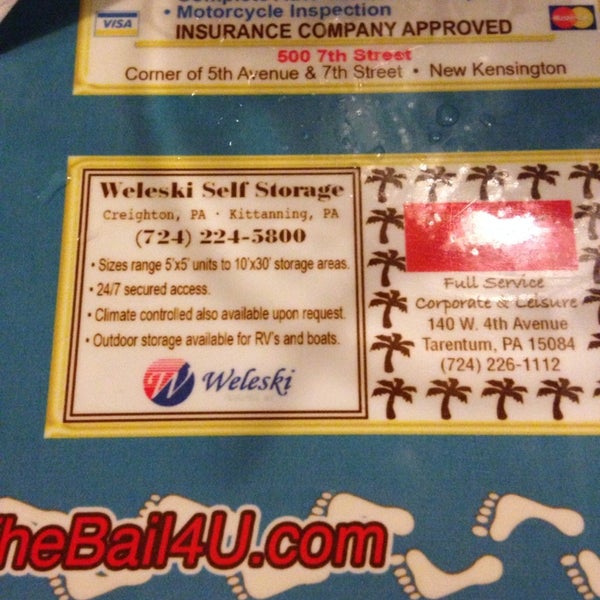 • Motorcycle Inspection
VISA
INSURANCE COMPANY APPROVED
MasterCard
500 7th Street
Corner of 5th Avenue & 7th Street • New Kensington
Weleski Self Storage
Creighton, PA · Kittanning, PA
(724) 224-5800
• Sizes range 5'x5' units to 10'x30' storage areas.
• 24/7 secured access.
• Climate controlled also available upon request.
• Outdoor storage available for RV's and boats.
W Weleski
Full Service
Corporate & Leisure
140 W. 4th Avenue
Tarentum, PA 15084
(724) 226-1112
TheBail4U.com